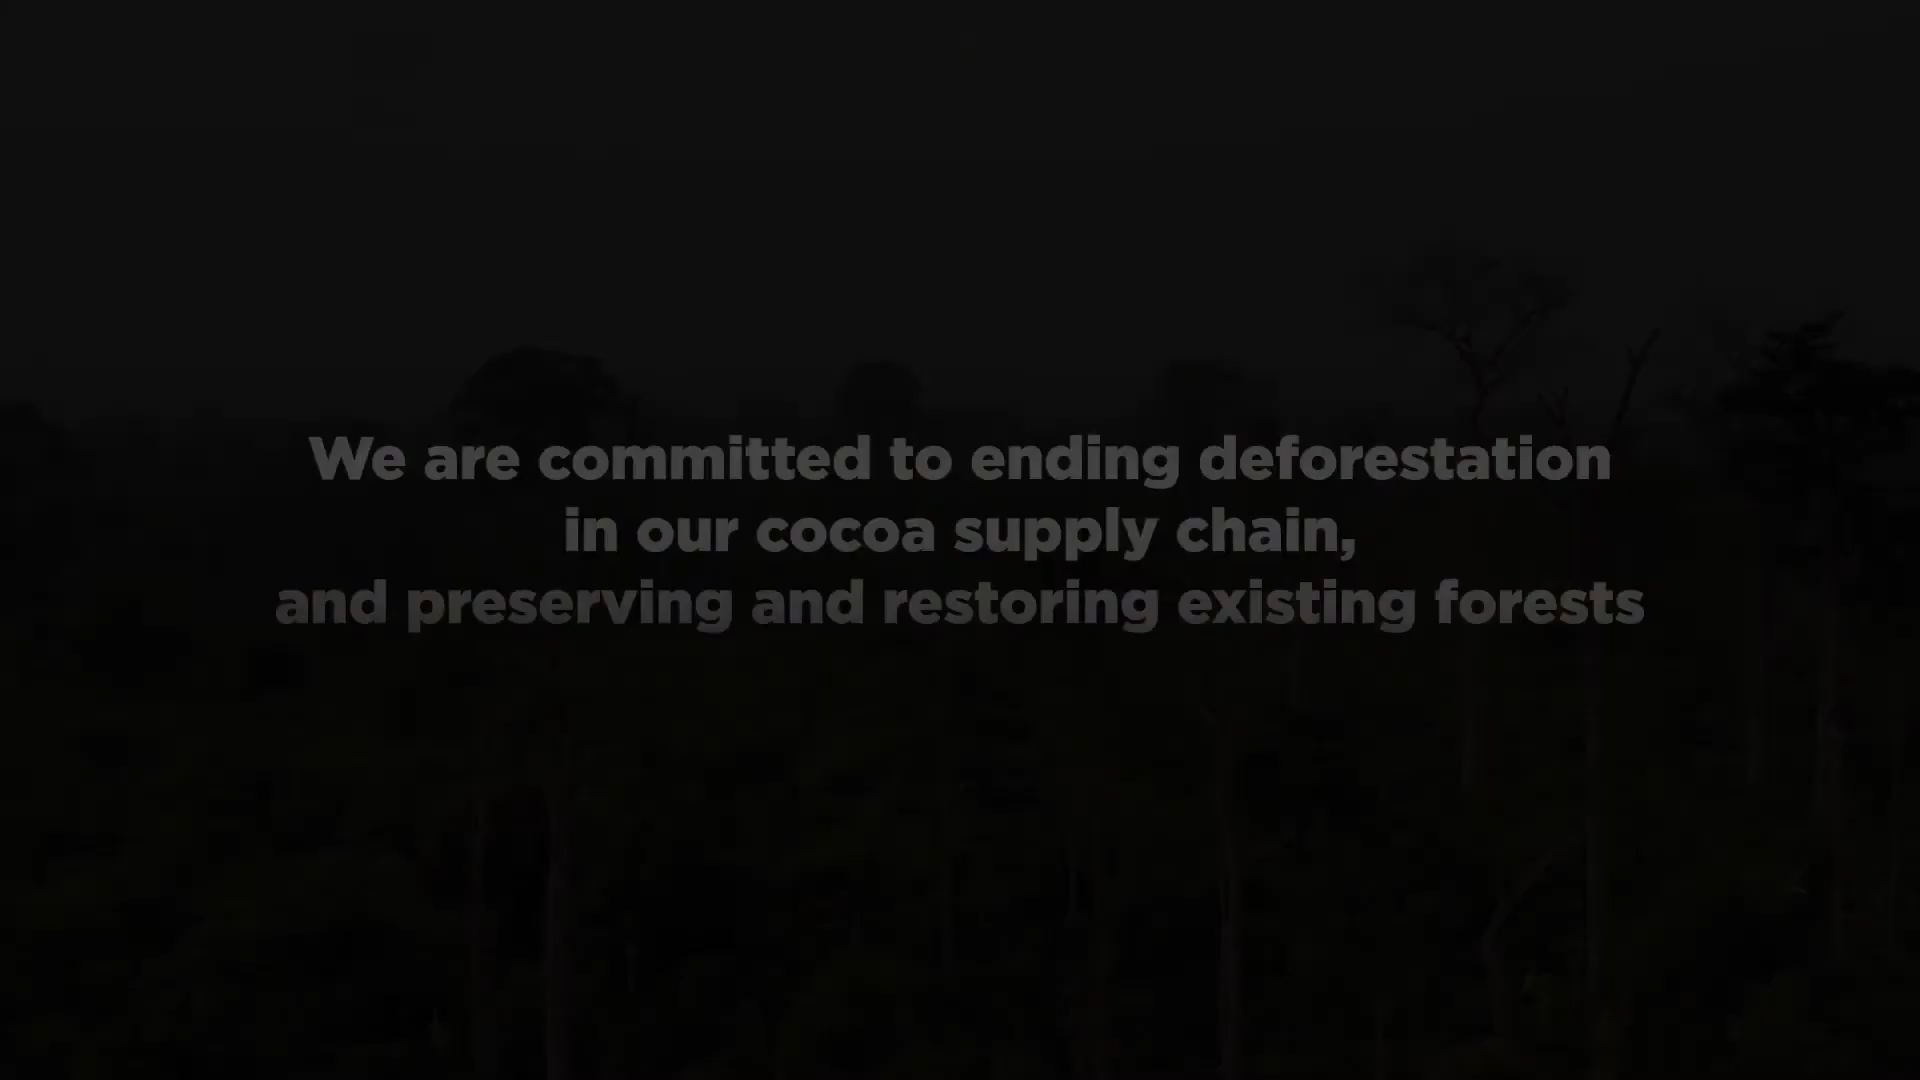 We are committed to ending deforestation
in our cocoa supply chain,
and preserving and restoring existing forests